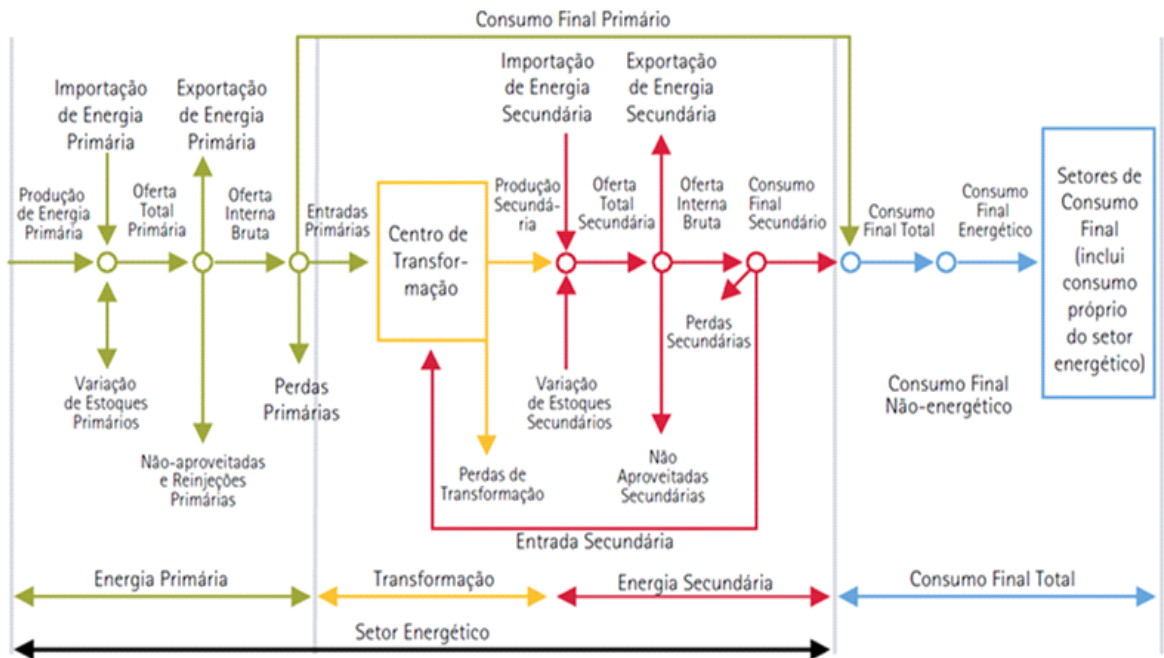 Consumo Final Primário
Importação
de Energia
Primária
Exportação
de Energia
Primária
Importação
de Energia
Secundária
Exportação
de Energia
Secundária
Produção
de Energia
Primária
Oferta
Total
Primária
Oferta
Interna
Bruta
Entradas
Primárias
Centro de
Transfor-
mação
Produção
Secundá-
ria
Oferta
Total
Secundária
Oferta
Interna
Bruta
Consumo
Final
Secundário
Consumo
Final Total
Consumo
Final
Energético
Setores de
Consumo
Final
(inclui
consumo
próprio
do setor
energético)
Variação
de Estoques
Primários
Perdas
Primárias
Não-aproveitadas
e Reinjeções
Primárias
Perdas de
Transformação
Variação
de Estoques
Secundários
Perdas
Secundárias
Não
Aproveitadas
Secundárias
Consumo Final
Não-energético
Entrada Secundária
Energia Primária
Transformação
Energia Secundária
Consumo Final Total
Setor Energético